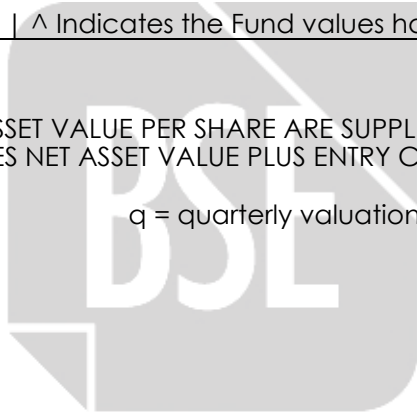 | ^ Indicates the Fund values ha
SSET VALUE PER SHARE ARE SUPPL
ES NET ASSET VALUE PLUS ENTRY C
q = quarterly valuation
BSE